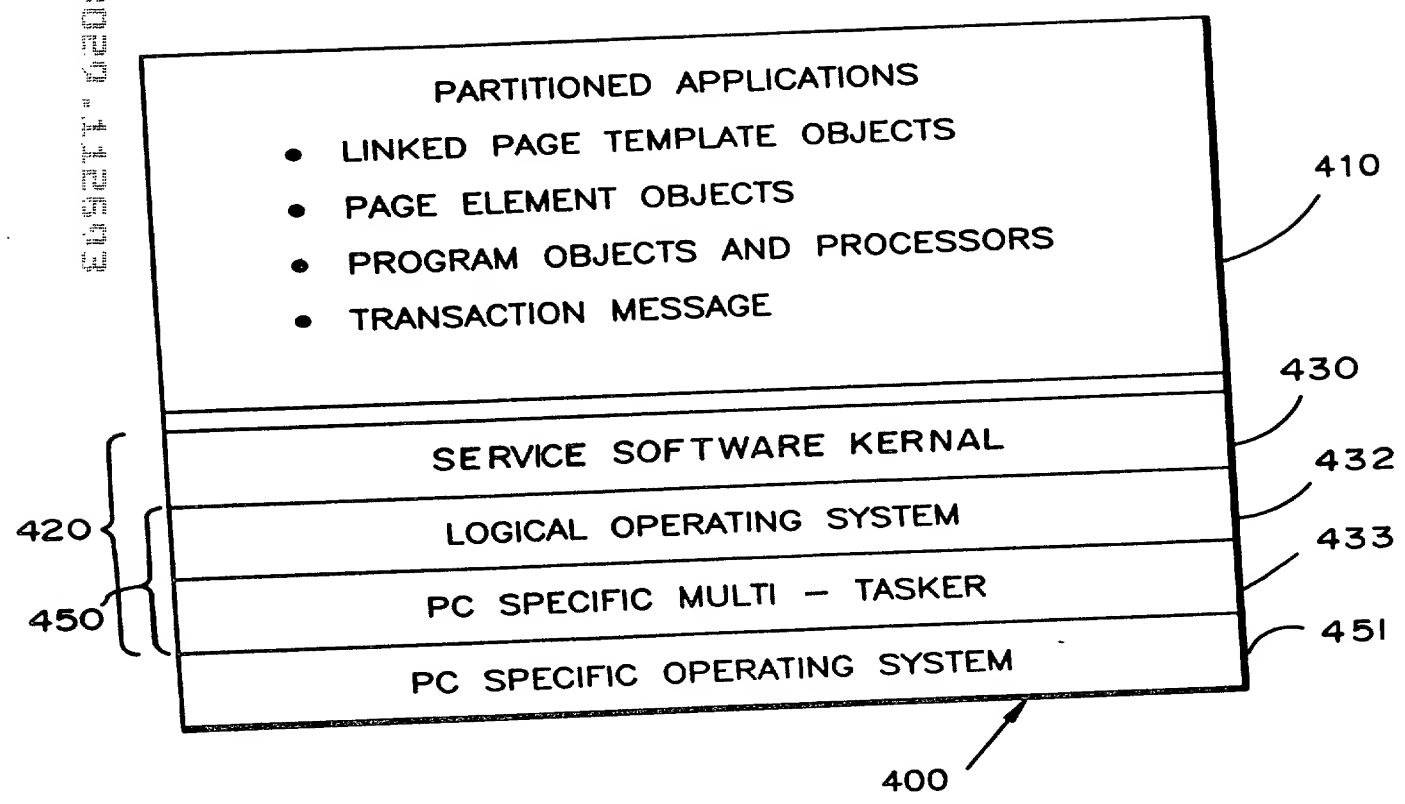 PARTITIONED APPLICATIONS
• LINKED PAGE TEMPLATE OBJECTS
• PAGE ELEMENT OBJECTS
• PROGRAM OBJECTS AND PROCESSORS
• TRANSACTION MESSAGE
410
SERVICE SOFTWARE KERNAL
430
LOGICAL OPERATING SYSTEM
432
PC SPECIFIC MULTI – TASKER
433
PC SPECIFIC OPERATING SYSTEM
451
420
450
400